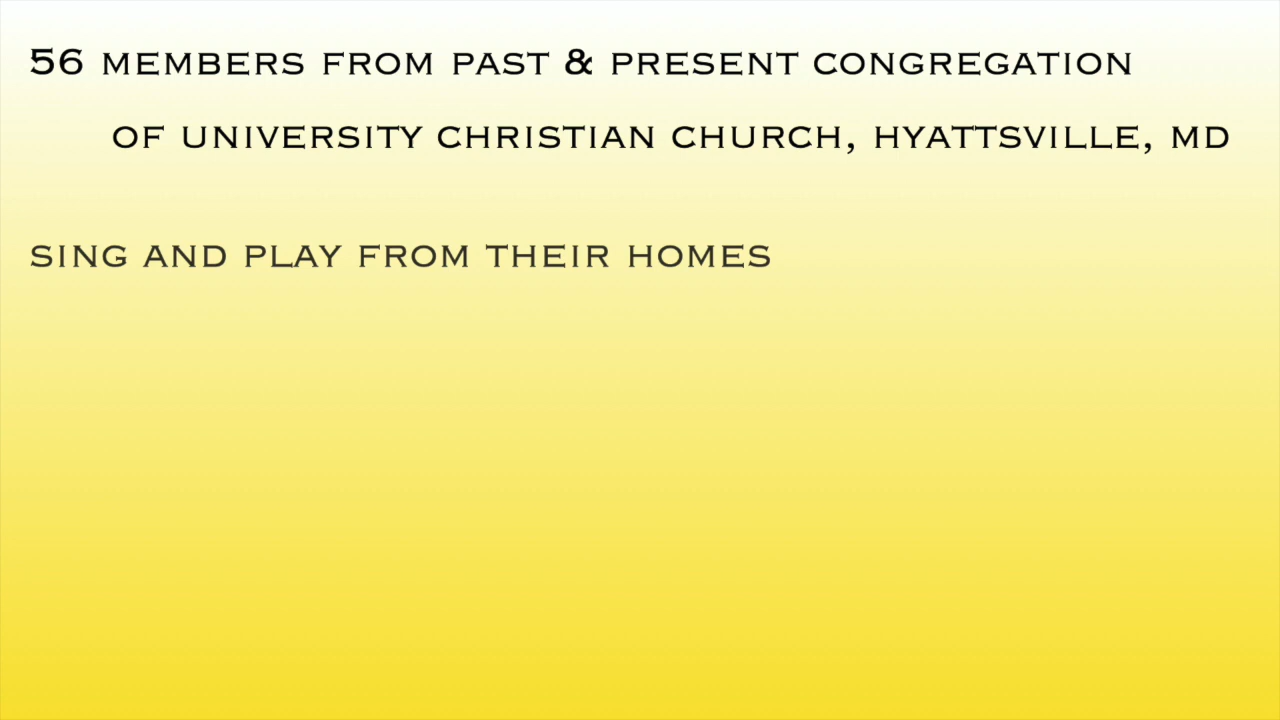 56 MEMBERS FROM PAST & PRESENT CONGREGATION
OF UNIVERSITY CHRISTIAN CHURCH, HYATTSVILLE, MD
SING AND PLAY FROM THEIR HOMES